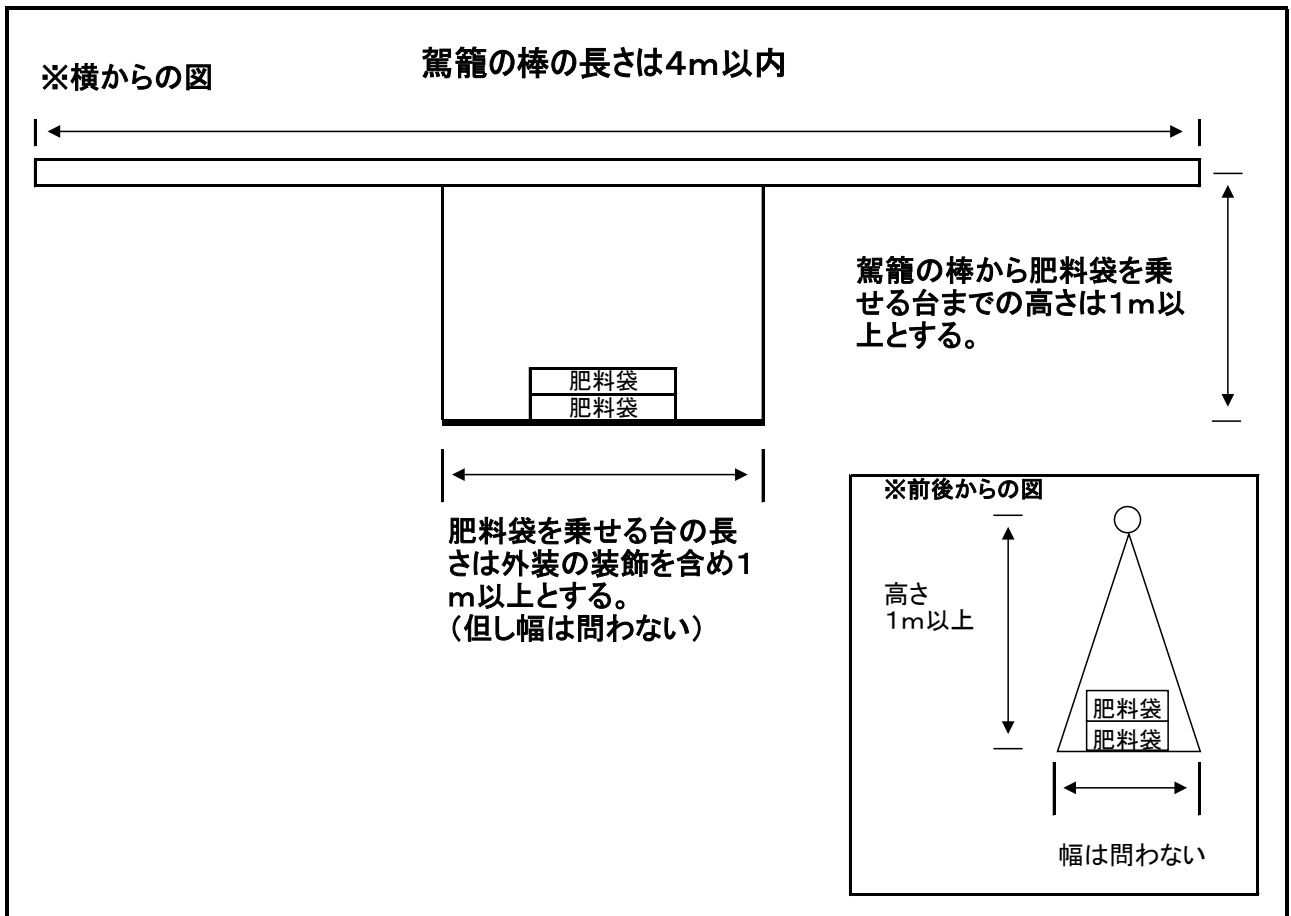 ※横からの図
駕籠の棒の長さは4m以内
駕籠の棒から肥料袋を乗
せる台までの高さは1m以
上とする。
肥料袋
肥料袋
肥料袋を乗せる台の長
さは外装の装飾を含め1
m以上とする。
（但し幅は問わない）
※前後からの図
高さ
1m以上
肥料袋
肥料袋
幅は問わない